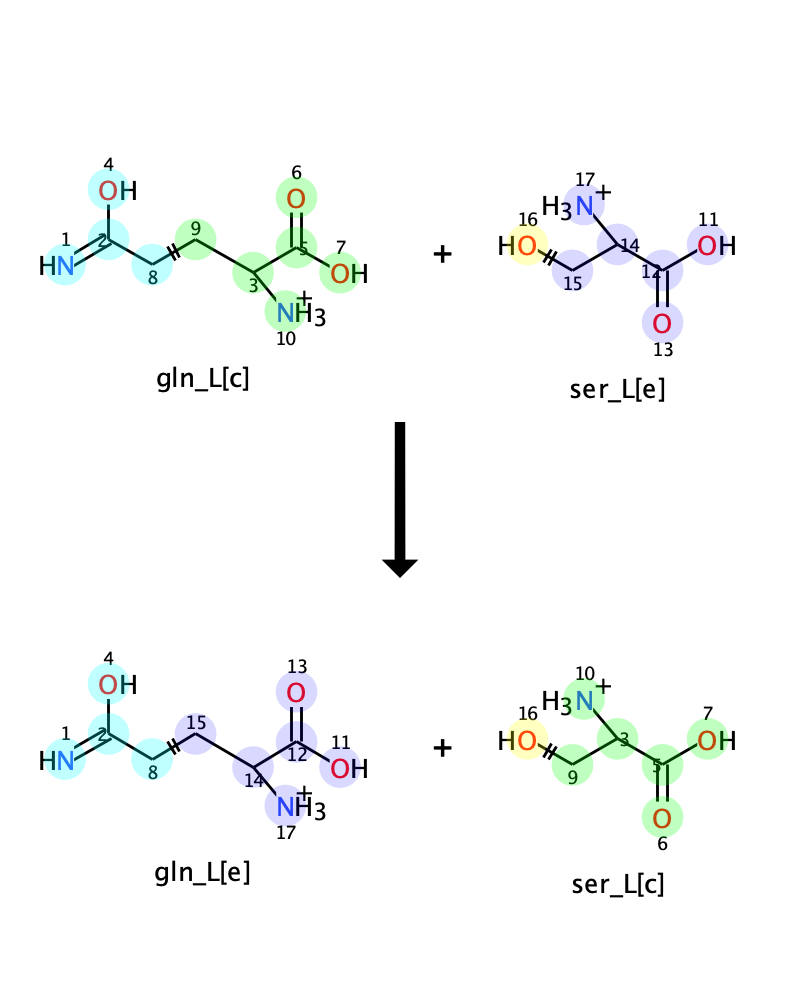 4
OH
1
HN
2
8
9
6
O
5
7
OH
3
NH3+
10
gln_L[c]
+
17
H3N+
16
HO
15
14
11
OH
12
O
13
ser_L[e]
4
OH
1
HN
2
8
15
13
O
12
11
OH
14
NH3+
17
gln_L[e]
+
10
H3N+
16
HO
9
3
7
OH
5
O
6
ser_L[c]